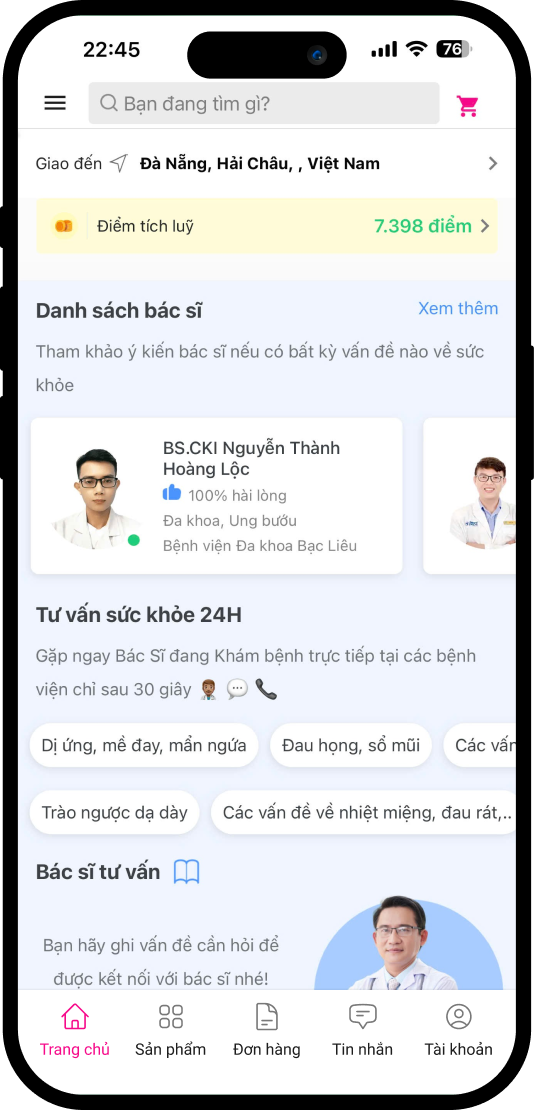 22:45
76
Bạn đang tìm gì?
Giao đến Đà Nẵng, Hải Châu, , Việt Nam
Điểm tích luỹ 7.398 điểm
Danh sách bác sĩ Xem thêm
Tham khảo ý kiến bác sĩ nếu có bất kỳ vấn đề nào về sức
khỏe
BS.CKI Nguyễn Thành
Hoàng Lộc
100% hài lòng
Đa khoa, Ung bướu
Bệnh viện Đa khoa Bạc Liêu
Tư vấn sức khỏe 24H
Gặp ngay Bác Sĩ đang Khám bệnh trực tiếp tại các bệnh
viện chỉ sau 30 giây
Dị ứng, mề đay, mẩn ngứa Đau họng, sổ mũi Các vấn
Trào ngược dạ dày Các vấn đề về nhiệt miệng, đau rát,..
Bác sĩ tư vấn
Bạn hãy ghi vấn đề cần hỏi để
được kết nối với bác sĩ nhé!
Trang chủ Sản phẩm Đơn hàng Tin nhắn Tài khoản